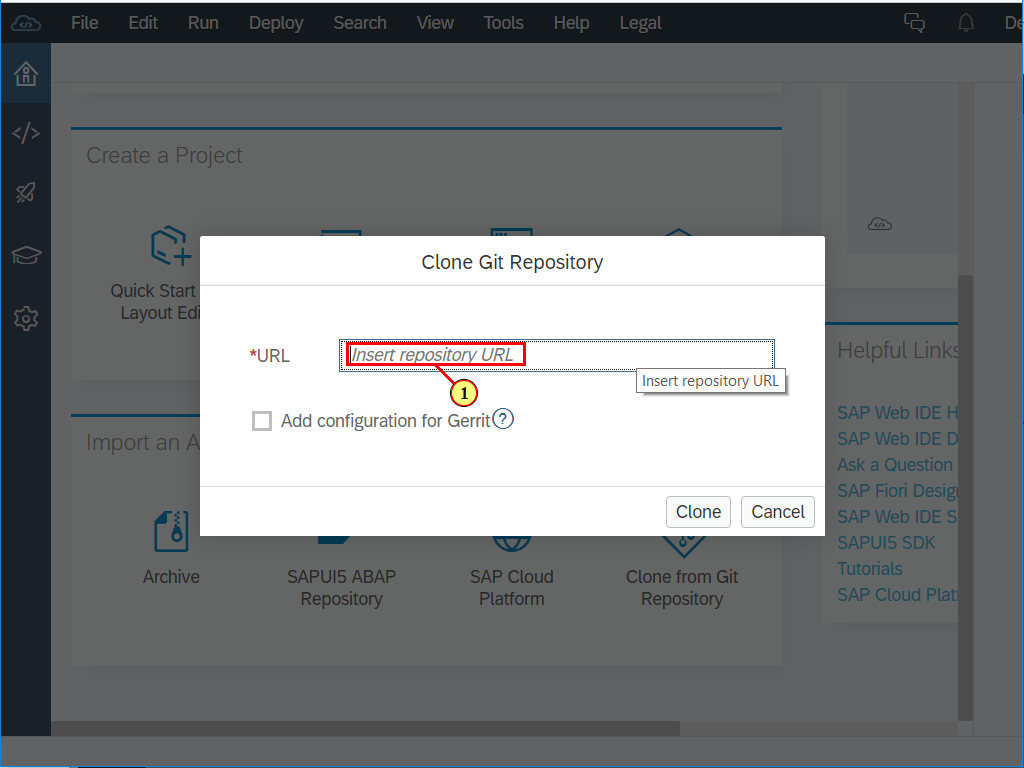 File Edit Run Deploy Search View Tools Help Legal De
Create a Project
Quick Start
Layout Edi
Clone Git Repository
*URL
Insert repository URL
Insert repository URL
1
Add configuration for Gerrit ?
Clone Cancel
Import an A
Archive
SAPUI5 ABAP
Repository
SAP Cloud
Platform
Clone from Git
Repository
Helpful Links
SAP Web IDE H
SAP Web IDE D
Ask a Question
SAP Fiori Desig
SAP Web IDE S
SAPUI5 SDK
Tutorials
SAP Cloud Platf